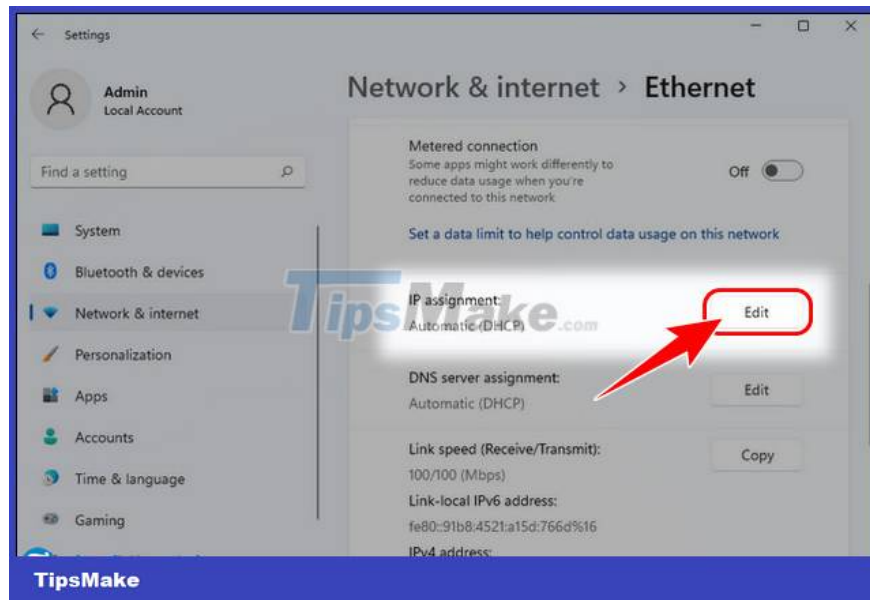 Settings
Admin
Local Account
Find a setting
System
Bluetooth & devices
Network & internet
Personalization
Apps
Accounts
Time & language
Gaming
Network & internet > Ethernet
Metered connection
Some apps might work differently to
reduce data usage when you're
connected to this network
Off
Set a data limit to help control data usage on this network
IP assignment:
Automatic (DHCP)
Edit
TipsMake.com
DNS server assignment:
Automatic (DHCP)
Edit
Link speed (Receive/Transmit):
100/100 (Mbps)
Copy
Link-local IPv6 address:
fe80::91b8:4521:a15d:766d%16
IPv4 address:
TipsMake